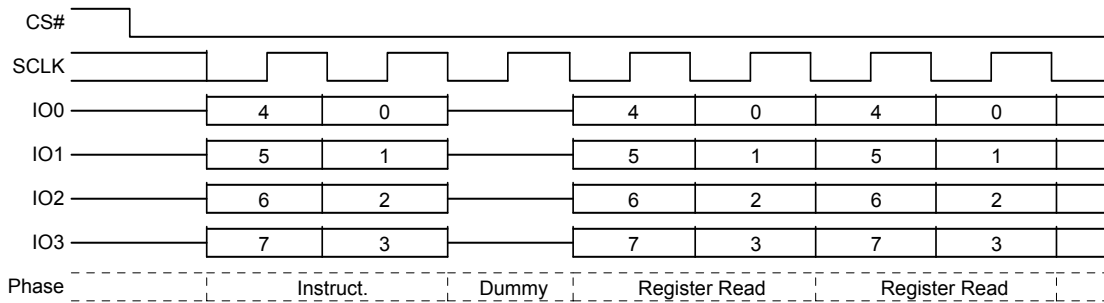 CS#
SCLK
IO0 4 0 4 0 4 0
IO1 5 1 5 1 5 1
IO2 6 2 6 2 6 2
IO3 7 3 7 3 7 3
Phase Instruct. Dummy Register Read Register Read